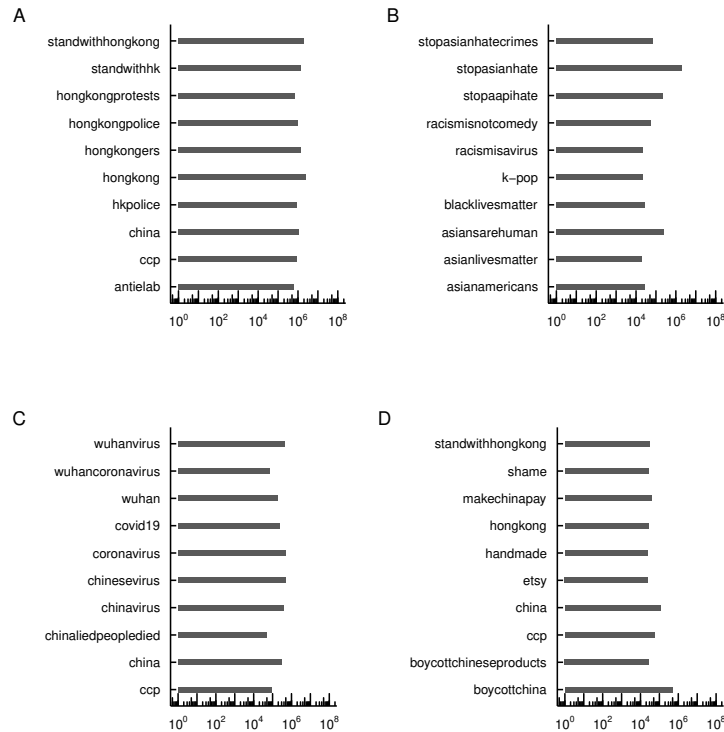 A
standwithhongkong
standwithhk
hongkongprotests
hongkongpolice
hongkongers
hongkong
hkpolice
china
ccp
antielab
10^0 10^2 10^4 10^6 10^8
B
stopasianhatecrimes
stopasianhate
stopaapihate
racismisnotcomedy
racismisavirus
k−pop
blacklivesmatter
asiansarehuman
asianlivesmatter
asianamericans
10^0 10^2 10^4 10^6 10^8
C
wuhanvirus
wuhancoronavirus
wuhan
covid19
coronavirus
chinesevirus
chinavirus
chinaliedpeopledied
china
ccp
10^0 10^2 10^4 10^6 10^8
D
standwithhongkong
shame
makechinapay
hongkong
handmade
etsy
china
ccp
boycottchineseproducts
boycottchina
10^0 10^2 10^4 10^6 10^8